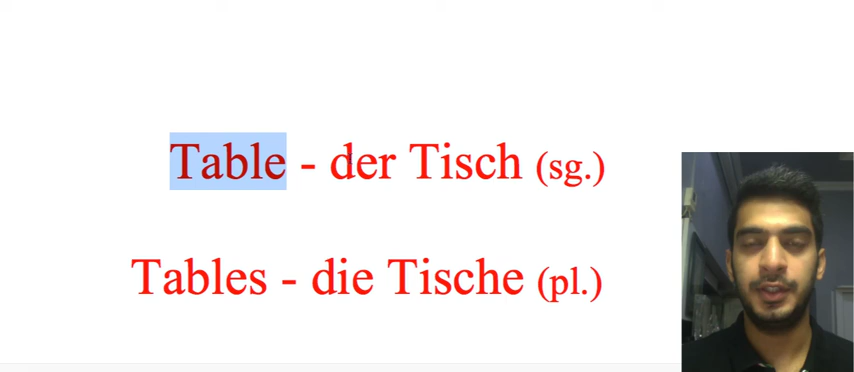 Table - der Tisch (sg.)
Tables - die Tische (pl.)